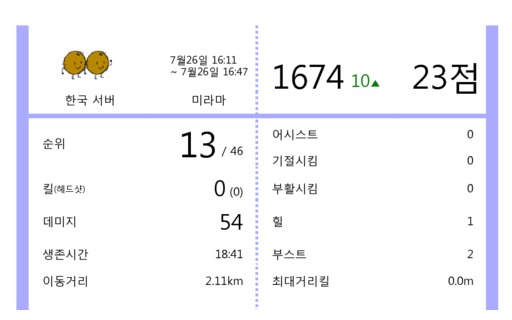 7월26일 16:11
~ 7월26일 16:47
한국 서버
미라마
1674 10▲
23점
순위 13 / 46
킬(헤드샷) 0 (0)
데미지 54
생존시간 18:41
이동거리 2.11km
어시스트 0
기절시킴 0
부활시킴 0
힐 1
부스트 2
최대거리킬 0.0m